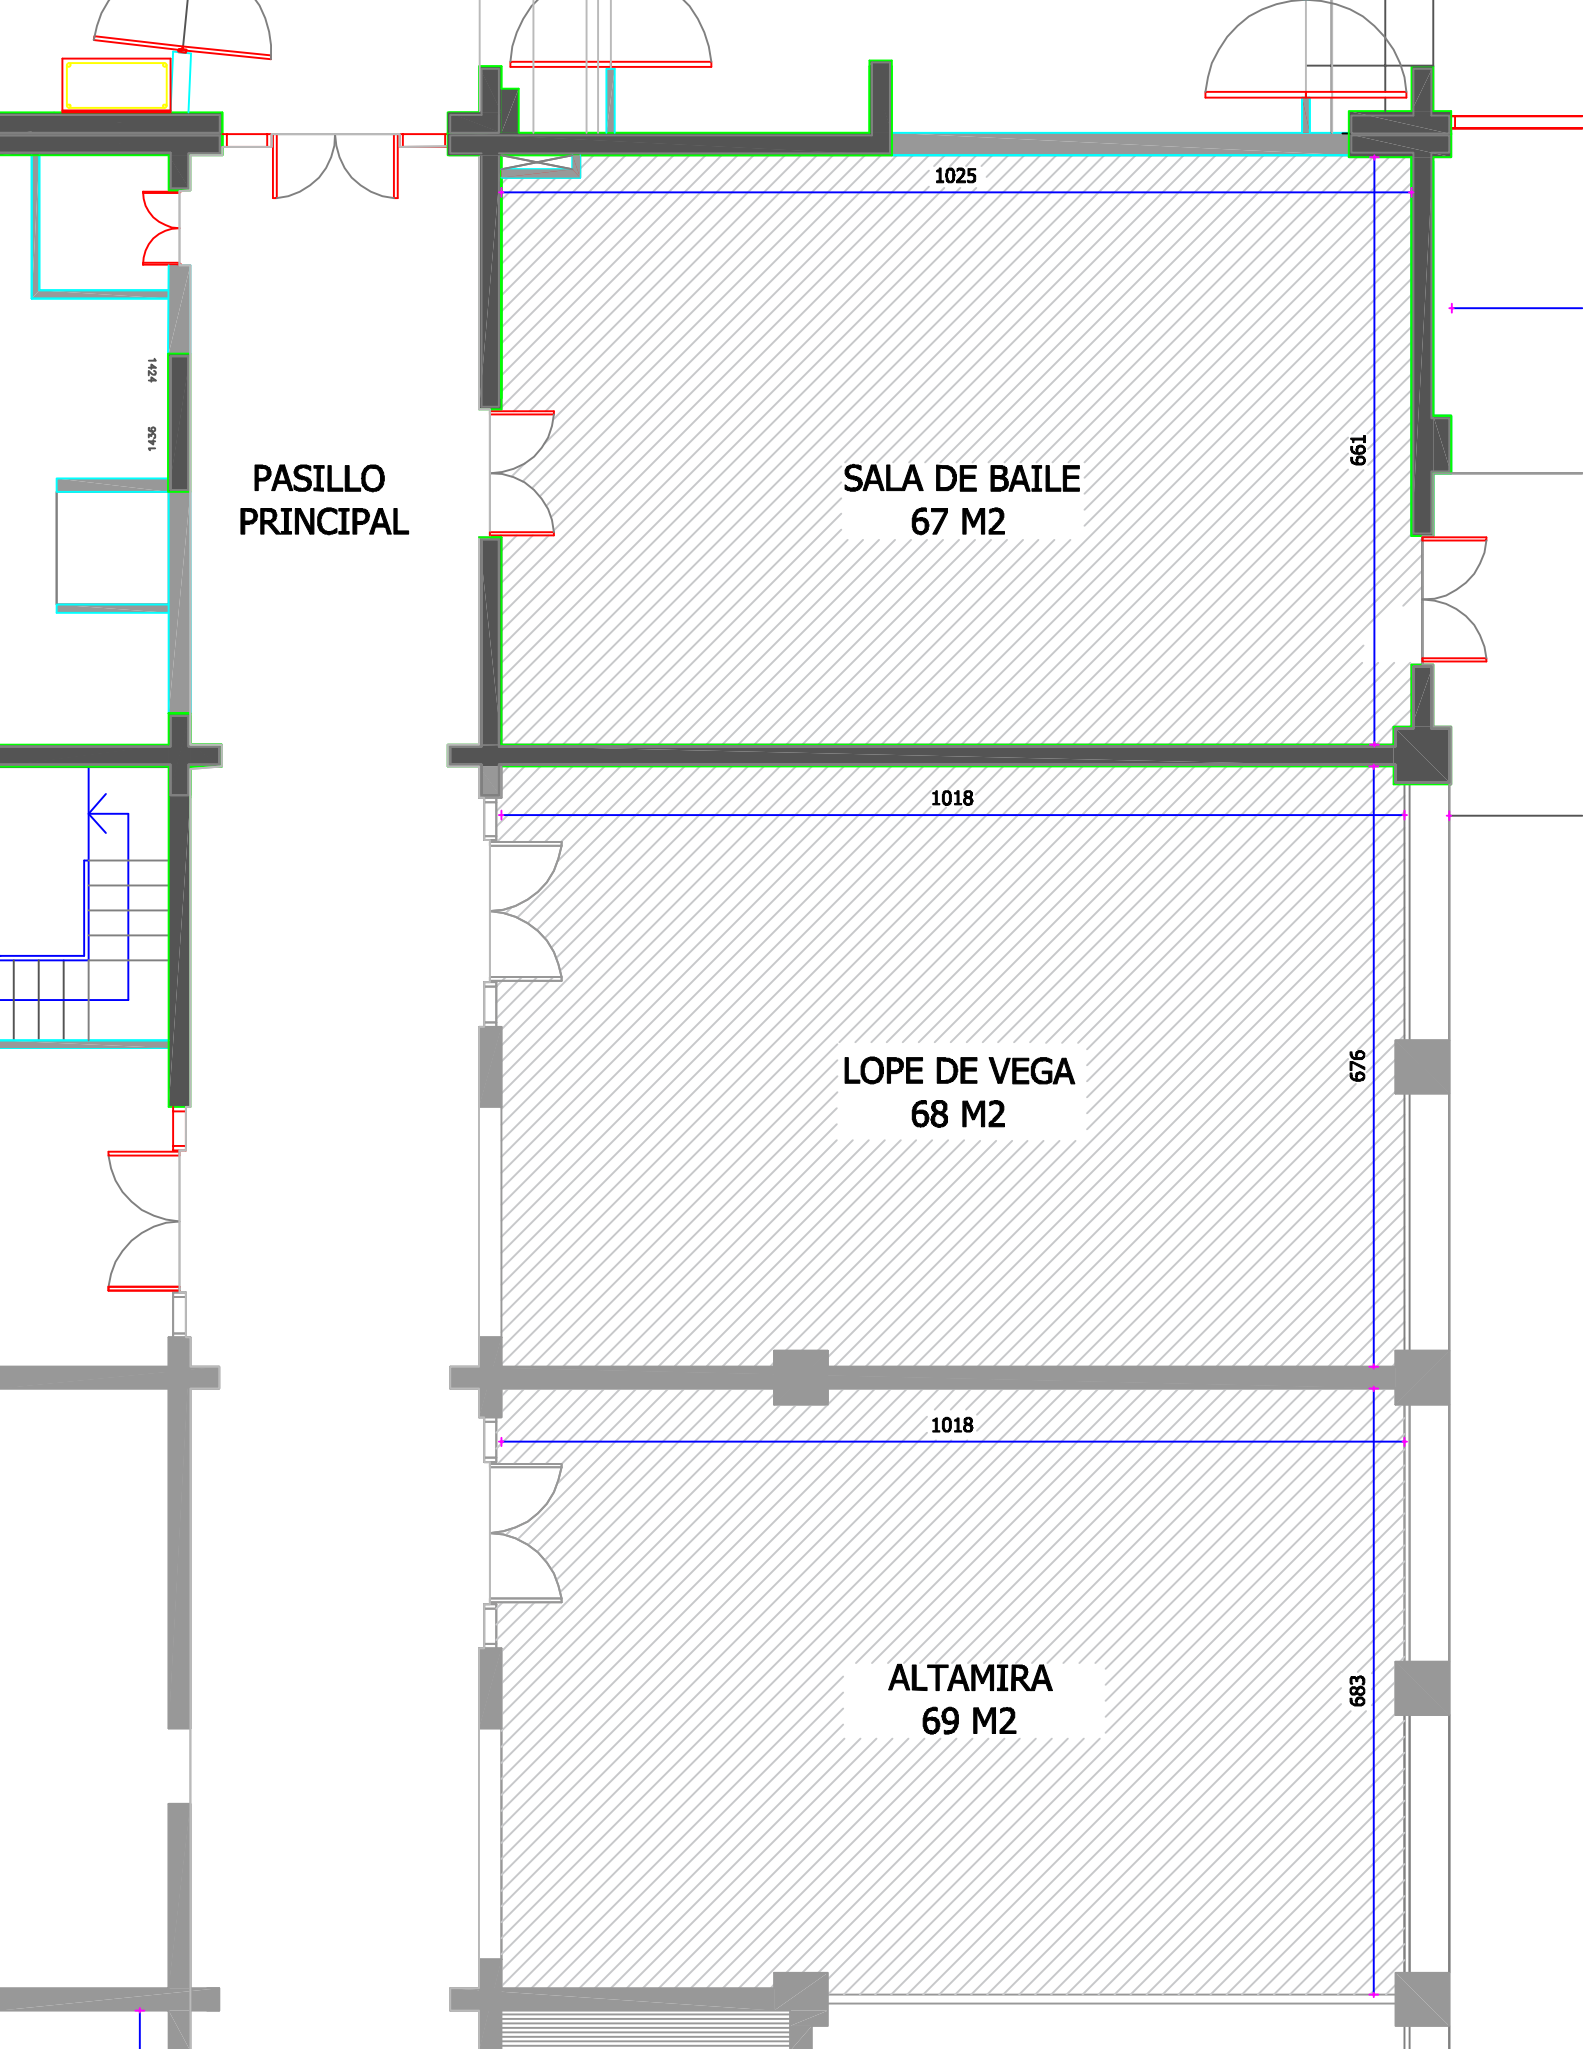 1025
1424
1436
661
PASILLO
PRINCIPAL
SALA DE BAILE
67 M2
1018
LOPE DE VEGA
68 M2
676
1018
ALTAMIRA
69 M2
683